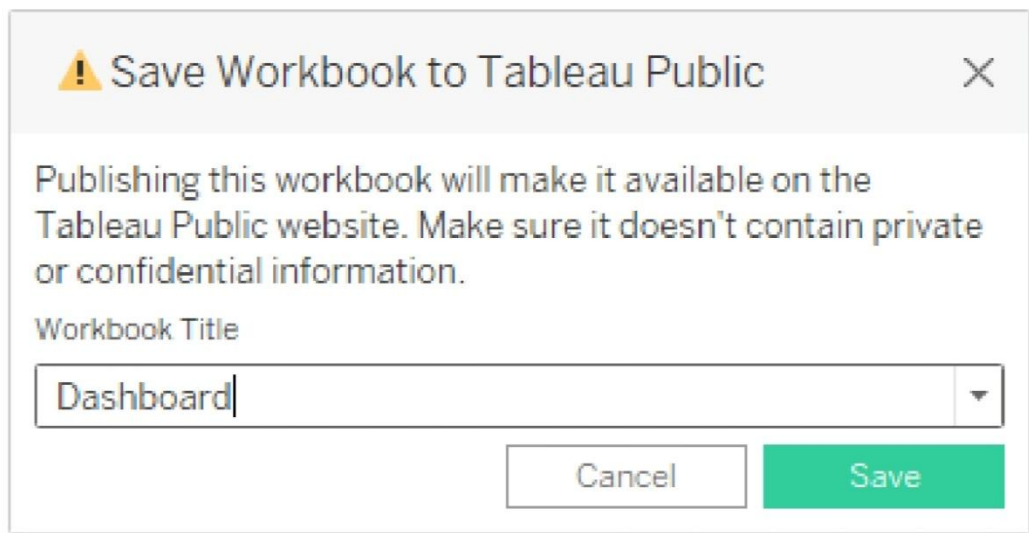 Save Workbook to Tableau Public
Publishing this workbook will make it available on the
Tableau Public website. Make sure it doesn't contain private
or confidential information.
Workbook Title
Dashboard
Cancel
Save